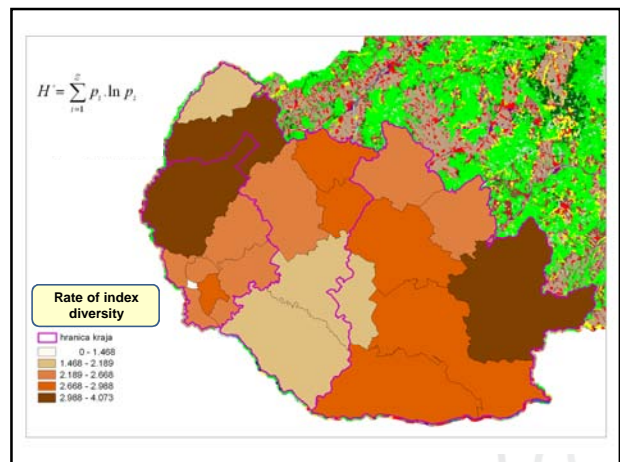 H' = ∑ p_i . ln p_i
z
i=1
Rate of index
diversity
hranica kraja
0 - 1.468
1.468 - 2.189
2.189 - 2.668
2.668 - 2.988
2.988 - 4.073